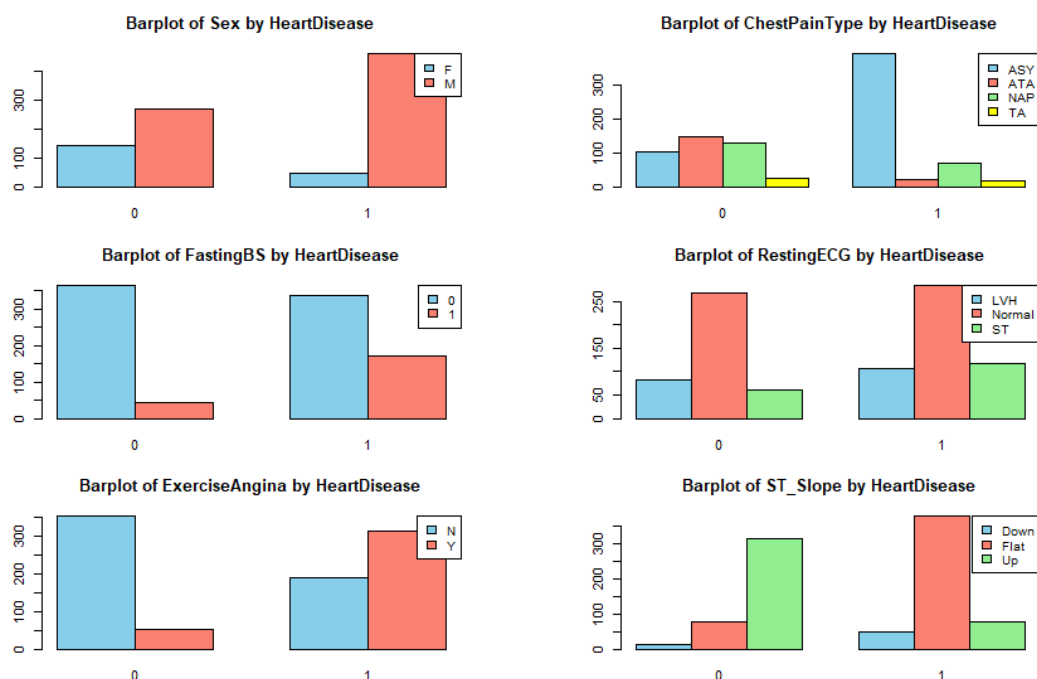 Barplot of Sex by HeartDisease
F
M
0 100 300
0 1
Barplot of ChestPainType by HeartDisease
ASY
ATA
NAP
TA
0 100 200 300
0 1
Barplot of FastingBS by HeartDisease
0
1
0 100 200 300
0 1
Barplot of RestingECG by HeartDisease
LVH
Normal
ST
0 50 150 250
0 1
Barplot of ExerciseAngina by HeartDisease
N
Y
0 100 200 300
0 1
Barplot of ST_Slope by HeartDisease
Down
Flat
Up
0 100 200 300
0 1